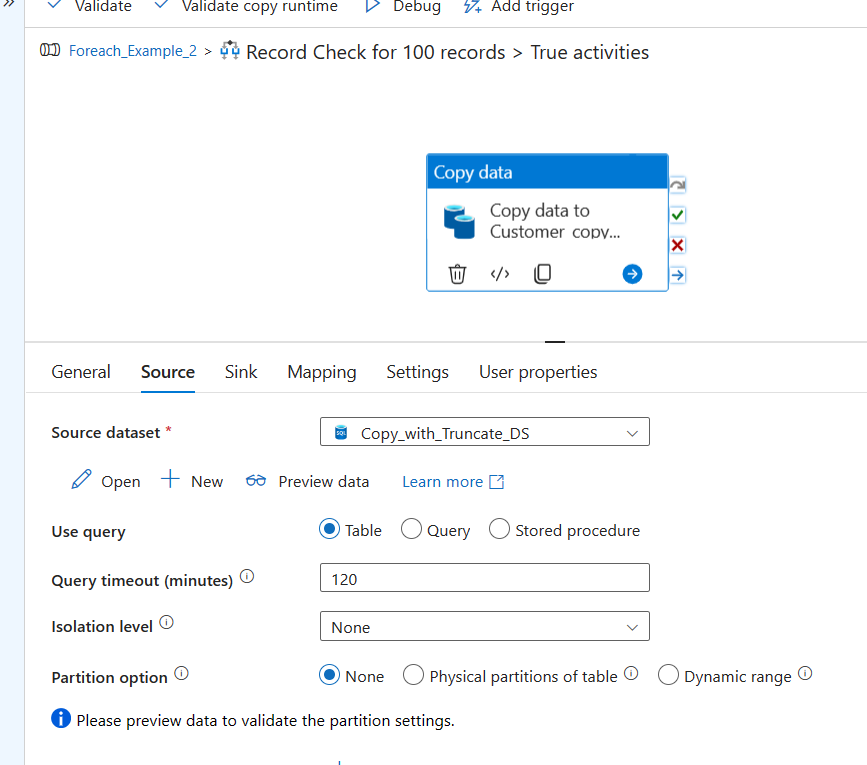 »
Validate Validate copy runtime Debug Add trigger
Foreach_Example_2 > Record Check for 100 records > True activities
Copy data
Copy data to
Customer_copy...
General Source Sink Mapping Settings User properties
Source dataset * SQL Copy_with_Truncate_DS
Open New Preview data Learn more
Use query Table Query Stored procedure
Query timeout (minutes) 120
Isolation level None
Partition option None Physical partitions of table Dynamic range
Please preview data to validate the partition settings.